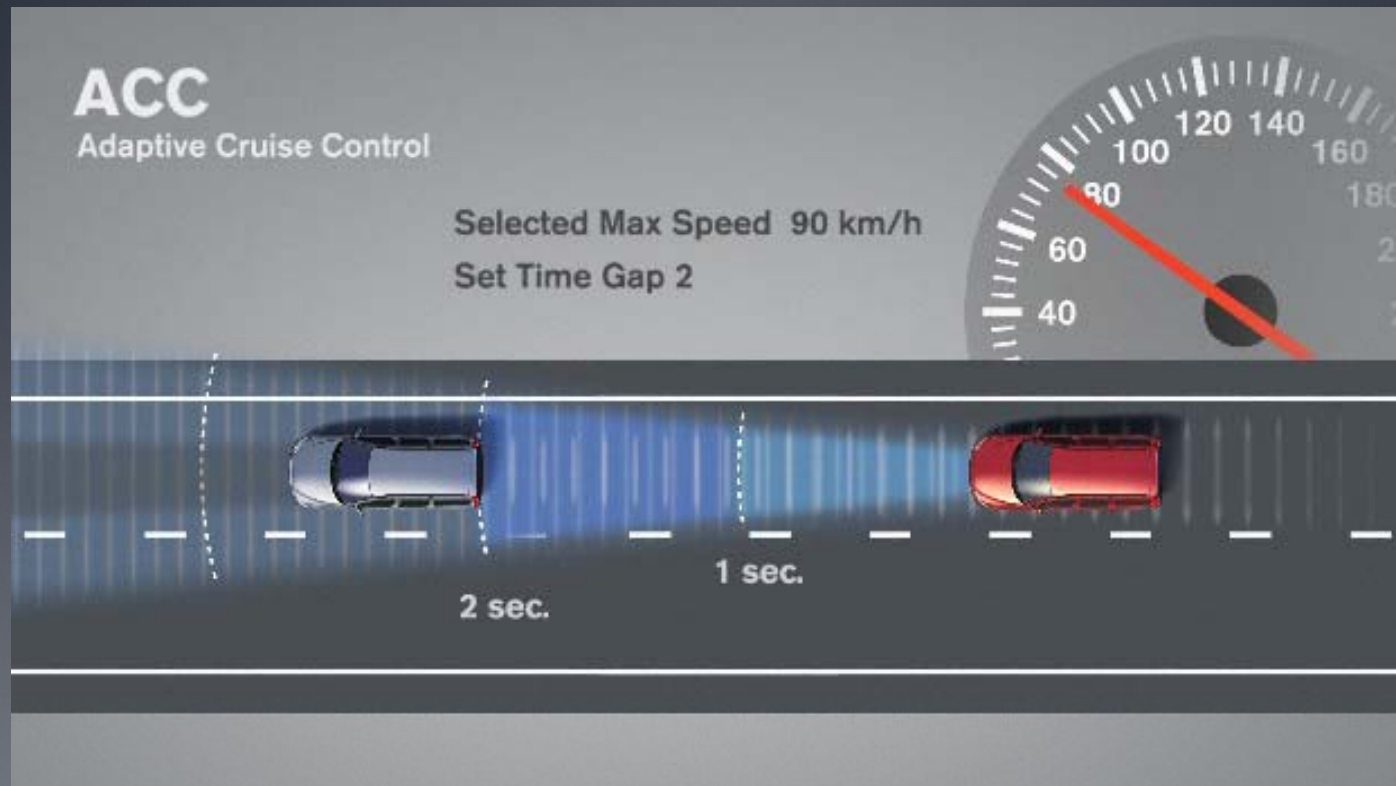 ACC
Adaptive Cruise Control
Selected Max Speed 90 km/h
Set Time Gap 2
120 140
100
160
80
180
60
40
1 sec.
2 sec.